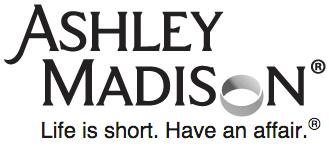 ASHLEY
MADISON®
Life is short. Have an affair.®